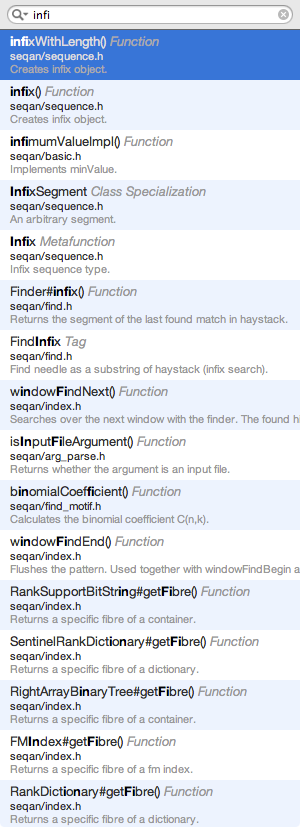 infi
infixWithLength() Function
seqan/sequence.h
Creates infix object.
infix() Function
seqan/sequence.h
Creates infix object.
infimumValueImpl() Function
seqan/basic.h
Implements minValue.
InfixSegment Class Specialization
seqan/sequence.h
An arbitrary segment.
Infix Metafunction
seqan/sequence.h
Infix sequence type.
Finder#infix() Function
seqan/find.h
Returns the segment of the last found match in haystack.
FindInfix Tag
seqan/find.h
Find needle as a substring of haystack (infix search).
windowFindNext() Function
seqan/index.h
Searches over the next window with the finder. The found hi
isInputFileArgument() Function
seqan/arg_parse.h
Returns whether the argument is an input file.
binomialCoefficient() Function
seqan/find_motif.h
Calculates the binomial coefficient C(n,k).
windowFindEnd() Function
seqan/index.h
Flushes the pattern. Used together with windowFindBegin a
RankSupportBitString#getFibre() Function
seqan/index.h
Returns a specific fibre of a container.
SentinelRankDictionary#getFibre() Function
seqan/index.h
Returns a specific fibre of a dictionary.
RightArrayBinaryTree#getFibre() Function
seqan/index.h
Returns a specific fibre of a container.
FMIndex#getFibre() Function
seqan/index.h
Returns a specific fibre of a fm index.
RankDictionary#getFibre() Function
seqan/index.h
Returns a specific fibre of a dictionary.